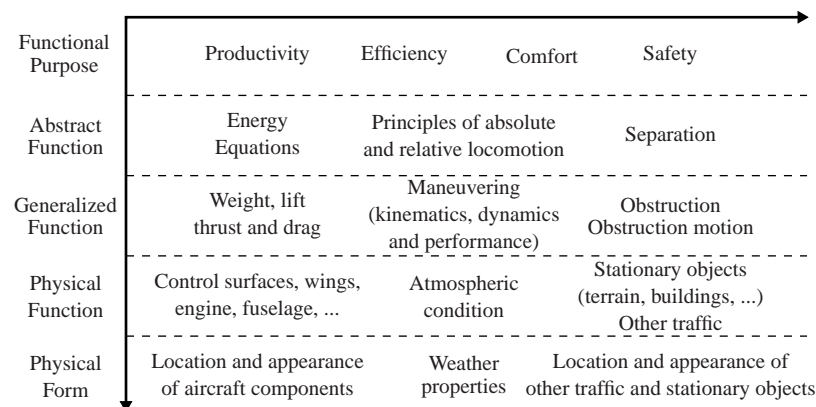 Functional
Purpose
Productivity
Efficiency
Comfort
Safety
Abstract
Function
Energy
Equations
Principles of absolute
and relative locomotion
Separation
Generalized
Function
Weight, lift
thrust and drag
Maneuvering
(kinematics, dynamics
and performance)
Obstruction
Obstruction motion
Physical
Function
Control surfaces, wings,
engine, fuselage, ...
Atmospheric
condition
Stationary objects
(terrain, buildings, ...)
Other traffic
Physical
Form
Location and appearance
of aircraft components
Weather
properties
Location and appearance of
other traffic and stationary objects